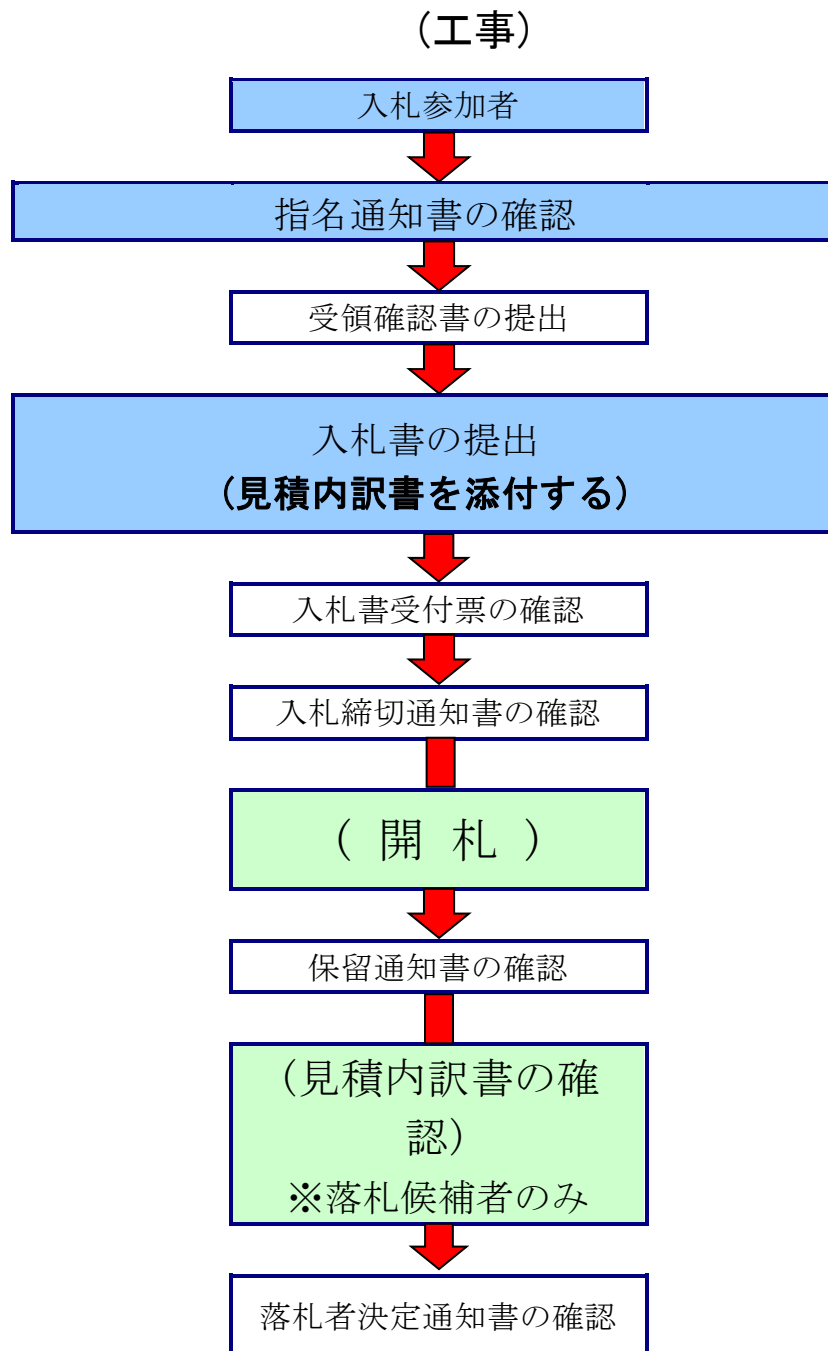 （工事）
入札参加者
指名通知書の確認
受領確認書の提出
入札書の提出
（見積内訳書を添付する）
入札書受付票の確認
入札締切通知書の確認
（ 開 札 ）
保留通知書の確認
（見積内訳書の確
認）
※落札候補者のみ
落札者決定通知書の確認